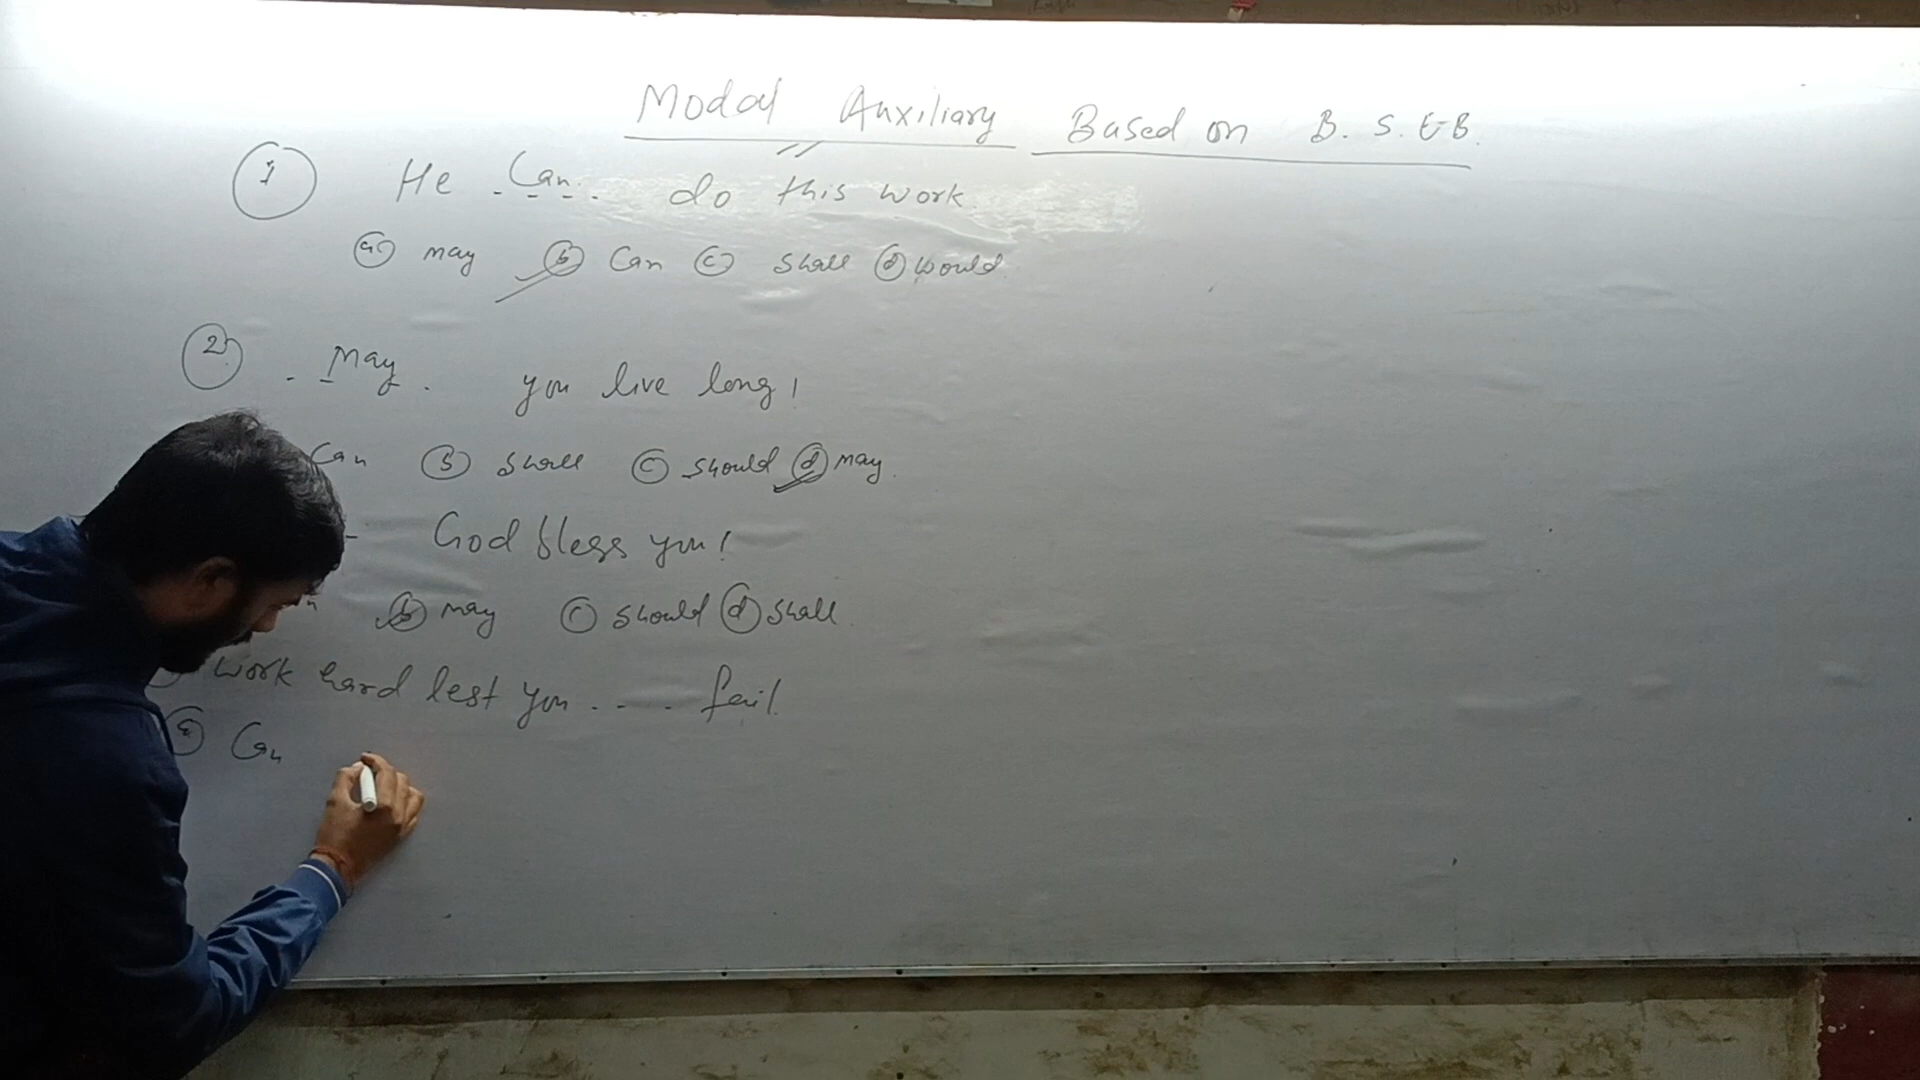 Modal Auxiliary Based on B. S. E B.
1 He .Can. do this work.
(a) may (b) Can (c) Shall (d) would
2 . May . you live long!
Can (b) Shall (c) Should (d) may.
- God bless you!
(b) may (c) Should (d) Shall
Work hard lest you . - - . fail.
(a) Can